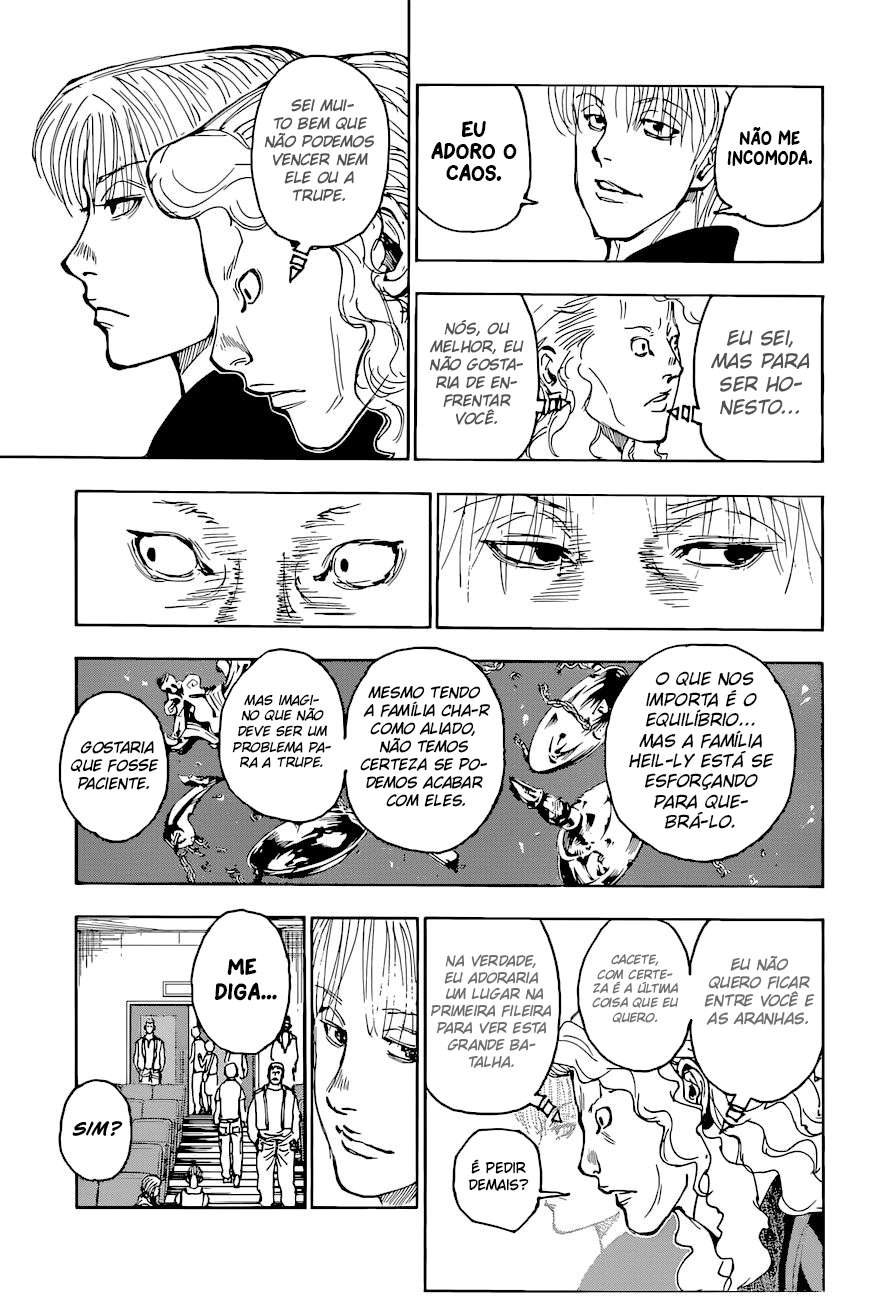 NÃO ME
INCOMODA.
EU
ADORO O
CAOS.
EU SEI,
MAS PARA
SER HO-
NESTO...
NÓS, OU
MELHOR, EU
NÃO GOSTA-
RIA DE EN-
FRENTAR
VOCÊ.
SEI MUI-
TO BEM QUE
NÃO PODEMOS
VENCER NEM
ELE OU A
TRUPE.
O QUE NOS
IMPORTA É O
EQUILÍBRIO...
MAS A FAMÍLIA
HEIL-LY ESTÁ SE
ESFORÇANDO
PARA QUE-
BRÁ-LO.
MESMO TENDO
A FAMÍLIA CHA-R
COMO ALIADO,
NÃO TEMOS
CERTEZA SE PO-
DEMOS ACABAR
COM ELES.
MAS IMAGI-
NO QUE NÃO
DEVE SER UM
PROBLEMA PA-
RA A TRUPE.
GOSTARIA
QUE FOSSE
PACIENTE.
EU NÃO
QUERO FICAR
ENTRE VOCÊ E
AS ARANHAS.
CACETE,
COM CERTE-
ZA É A ÚLTIMA
COISA QUE EU
QUERO.
NA VERDADE,
EU ADORARIA
UM LUGAR NA
PRIMEIRA FILEIRA
PARA VER ESTA
GRANDE BA-
TALHA.
É PEDIR
DEMAIS?
ME
DIGA...
SIM?